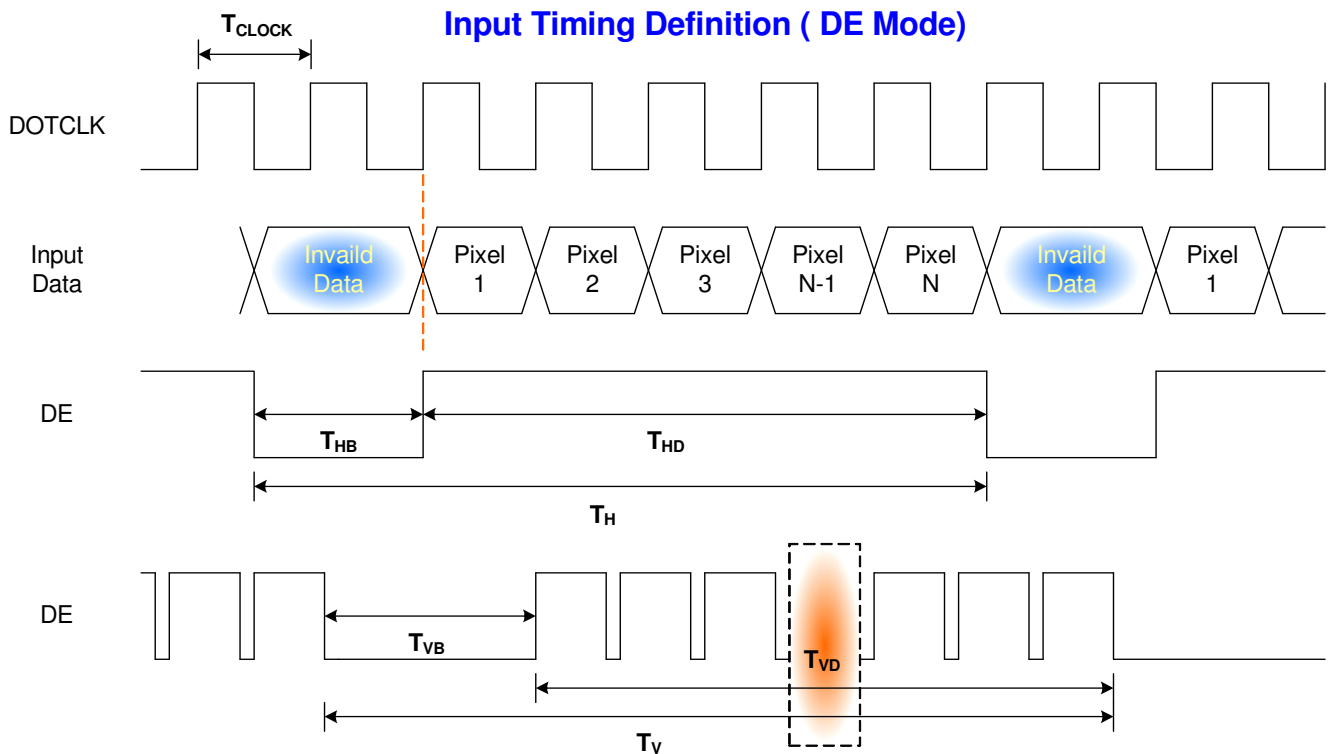 Input Timing Definition ( DE Mode)
TCLOCK
DOTCLK
Input
Data
Invaild
Data
Pixel
1
Pixel
2
Pixel
3
Pixel
N-1
Pixel
N
Invaild
Data
Pixel
1
DE
THB
THD
TH
DE
TVB
TVD
TV